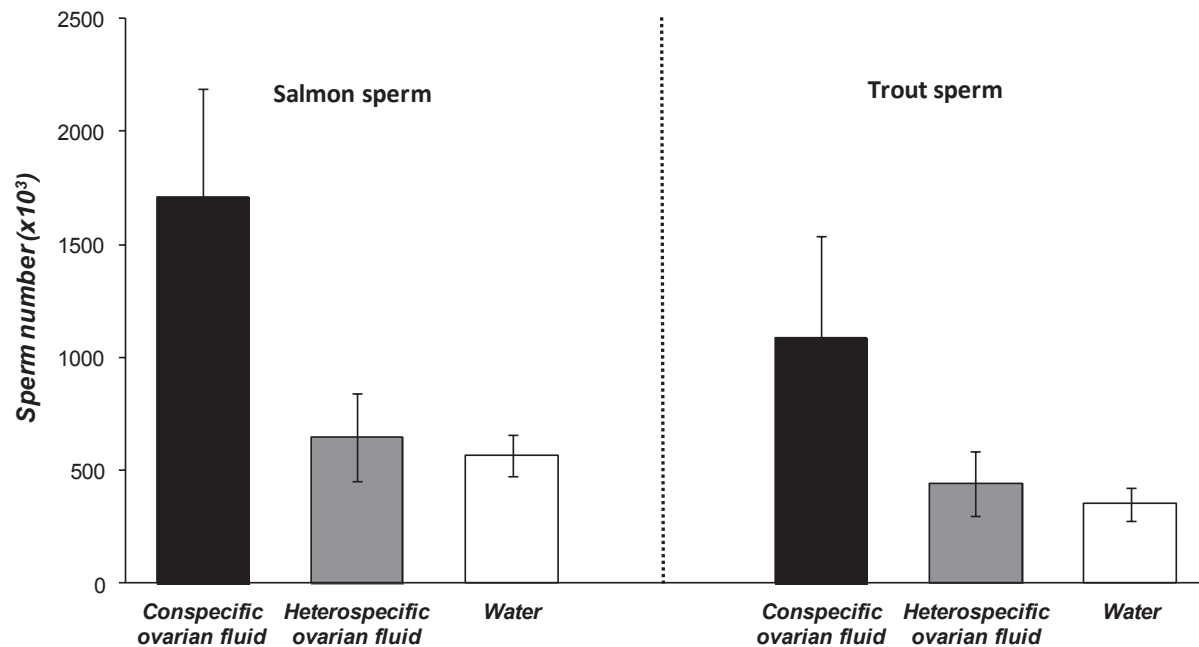 2500
2000
1500
1000
500
0
Sperm number (x10³)
Salmon sperm
Trout sperm
Conspecific
ovarian fluid
Heterospecific
ovarian fluid
Water
Conspecific
ovarian fluid
Heterospecific
ovarian fluid
Water